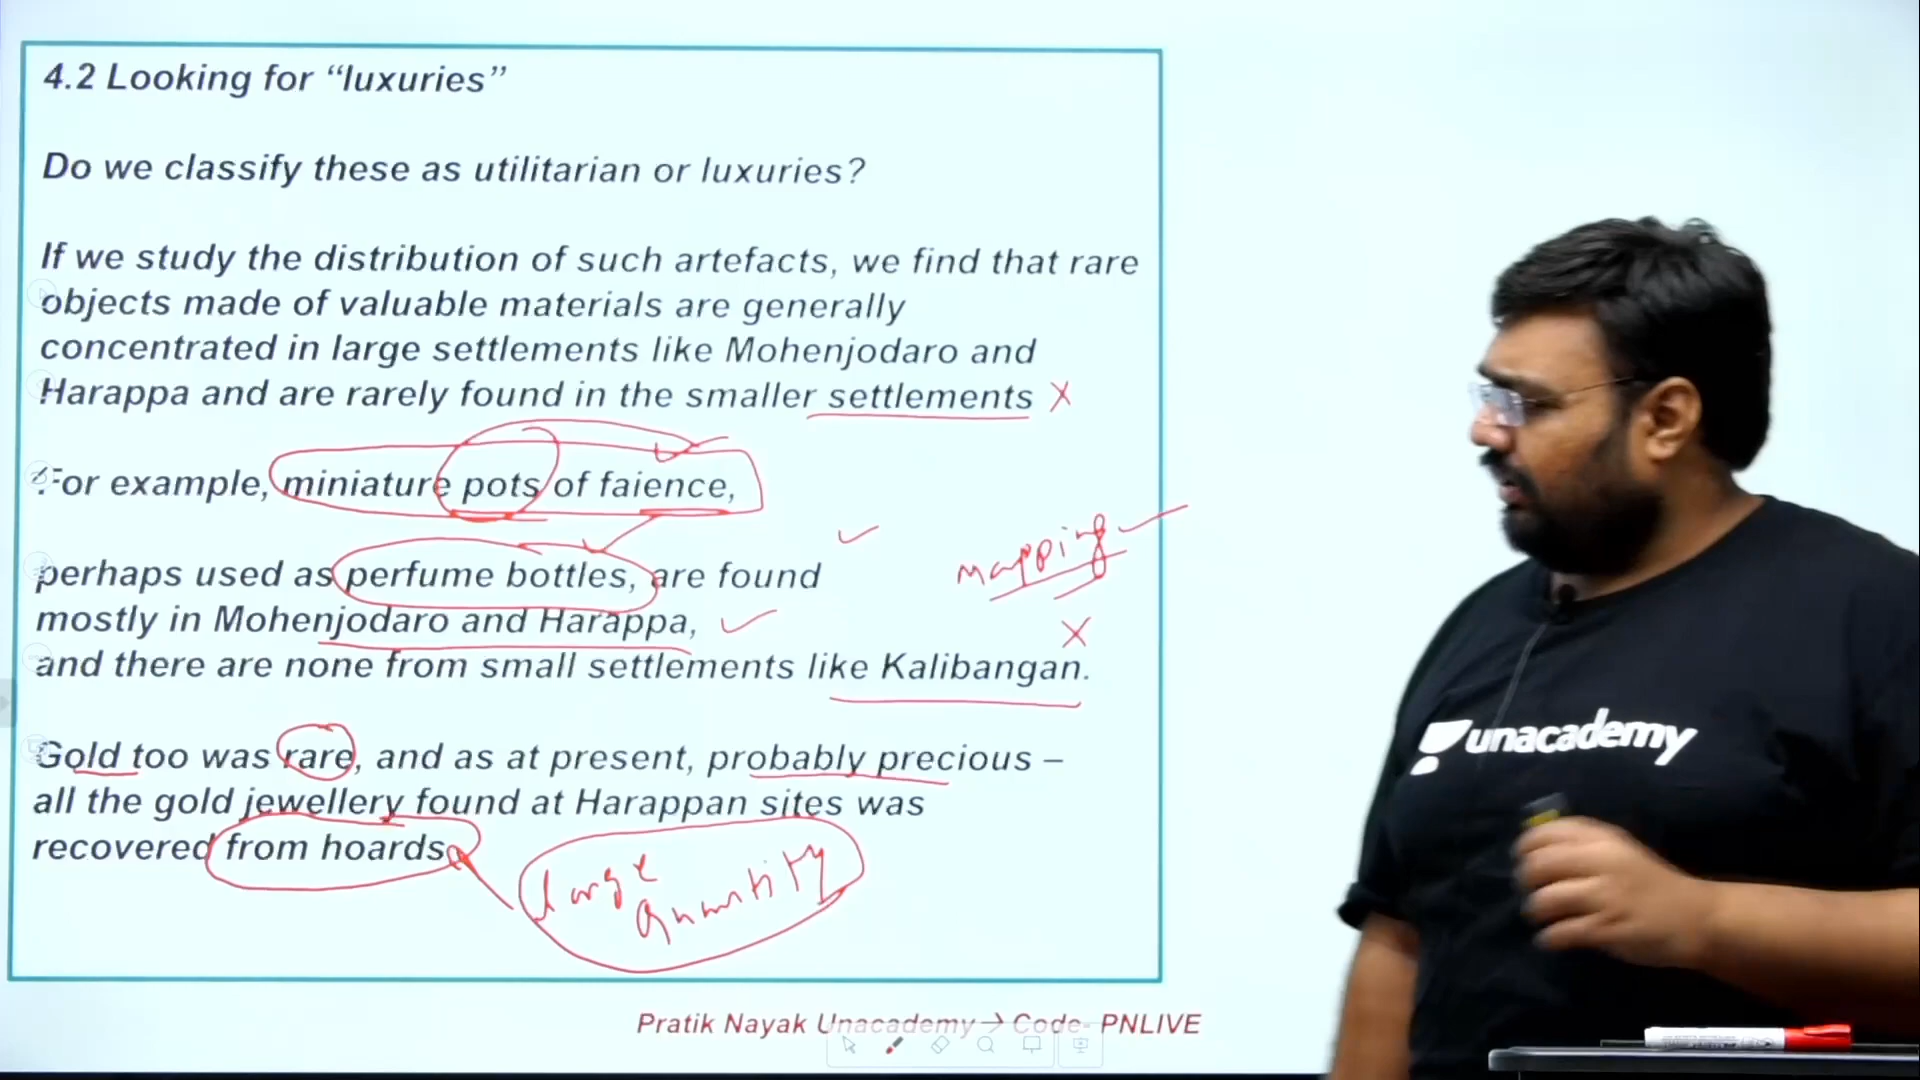 4.2 Looking for “luxuries”
Do we classify these as utilitarian or luxuries?
If we study the distribution of such artefacts, we find that rare
objects made of valuable materials are generally
concentrated in large settlements like Mohenjodaro and
Harappa and are rarely found in the smaller settlements X
For example, miniature pots of faience,
perhaps used as perfume bottles, are found
mapping
mostly in Mohenjodaro and Harappa,
X
and there are none from small settlements like Kalibangan.
Gold too was rare, and as at present, probably precious –
all the gold jewellery found at Harappan sites was
recovered from hoards
large
quantity
unacademy
Pratik Nayak Unacademy → Code- PNLIVE